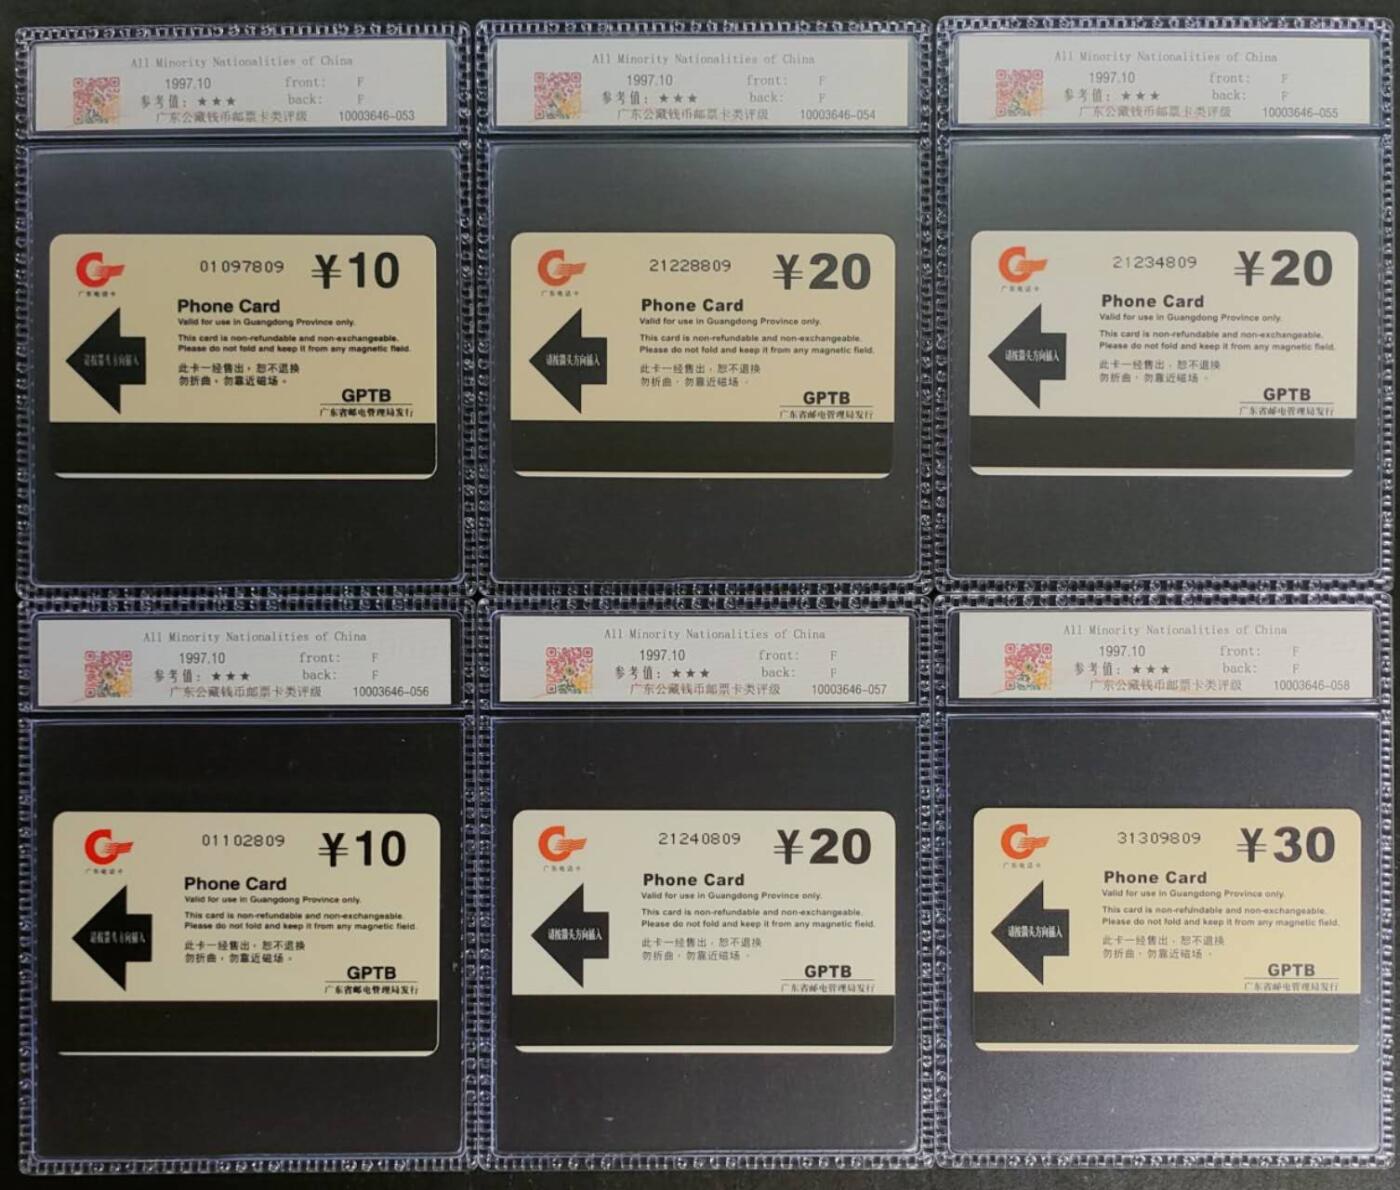 All Minority Nationalities of China
1997.10 front: F
参考值: ★★★ back: F
广东公藏钱币邮票卡类评级 10003646-053
01097809 ¥10
广东电话卡
Phone Card
Valid for use in Guangdong Province only.
This card is non-refundable and non-exchangeable.
Please do not fold and keep it from any magnetic field.
请按箭头方向插入
此卡一经售出，恕不退换
勿折曲，勿靠近磁场。
GPTB
广东省邮电管理局发行
All Minority Nationalities of China
1997.10 front: F
参考值: ★★★ back: F
广东公藏钱币邮票卡类评级 10003646-054
21228809 ¥20
广东电话卡
Phone Card
Valid for use in Guangdong Province only.
This card is non-refundable and non-exchangeable.
Please do not fold and keep it from any magnetic field.
请按箭头方向插入
此卡一经售出，恕不退换
勿折曲，勿靠近磁场。
GPTB
广东省邮电管理局发行
All Minority Nationalities of China
1997.10 front: F
参考值: ★★★ back: F
广东公藏钱币邮票卡类评级 10003646-055
21234809 ¥20
广东电话卡
Phone Card
Valid for use in Guangdong Province only.
This card is non-refundable and non-exchangeable.
Please do not fold and keep it from any magnetic field.
请按箭头方向插入
此卡一经售出，恕不退换
勿折曲，勿靠近磁场。
GPTB
广东省邮电管理局发行
All Minority Nationalities of China
1997.10 front: F
参考值: ★★★ back: F
广东公藏钱币邮票卡类评级 10003646-056
01102809 ¥10
广东电话卡
Phone Card
Valid for use in Guangdong Province only.
This card is non-refundable and non-exchangeable.
Please do not fold and keep it from any magnetic field.
请按箭头方向插入
此卡一经售出，恕不退换
勿折曲，勿靠近磁场。
GPTB
广东省邮电管理局发行
All Minority Nationalities of China
1997.10 front: F
参考值: ★★★ back: F
广东公藏钱币邮票卡类评级 10003646-057
21240809 ¥20
广东电话卡
Phone Card
Valid for use in Guangdong Province only.
This card is non-refundable and non-exchangeable.
Please do not fold and keep it from any magnetic field.
请按箭头方向插入
此卡一经售出，恕不退换
勿折曲，勿靠近磁场。
GPTB
广东省邮电管理局发行
All Minority Nationalities of China
1997.10 front: F
参考值: ★★★ back: F
广东公藏钱币邮票卡类评级 10003646-058
31309809 ¥30
广东电话卡
Phone Card
Valid for use in Guangdong Province only.
This card is non-refundable and non-exchangeable.
Please do not fold and keep it from any magnetic field.
请按箭头方向插入
此卡一经售出，恕不退换
勿折曲，勿靠近磁场。
GPTB
广东省邮电管理局发行